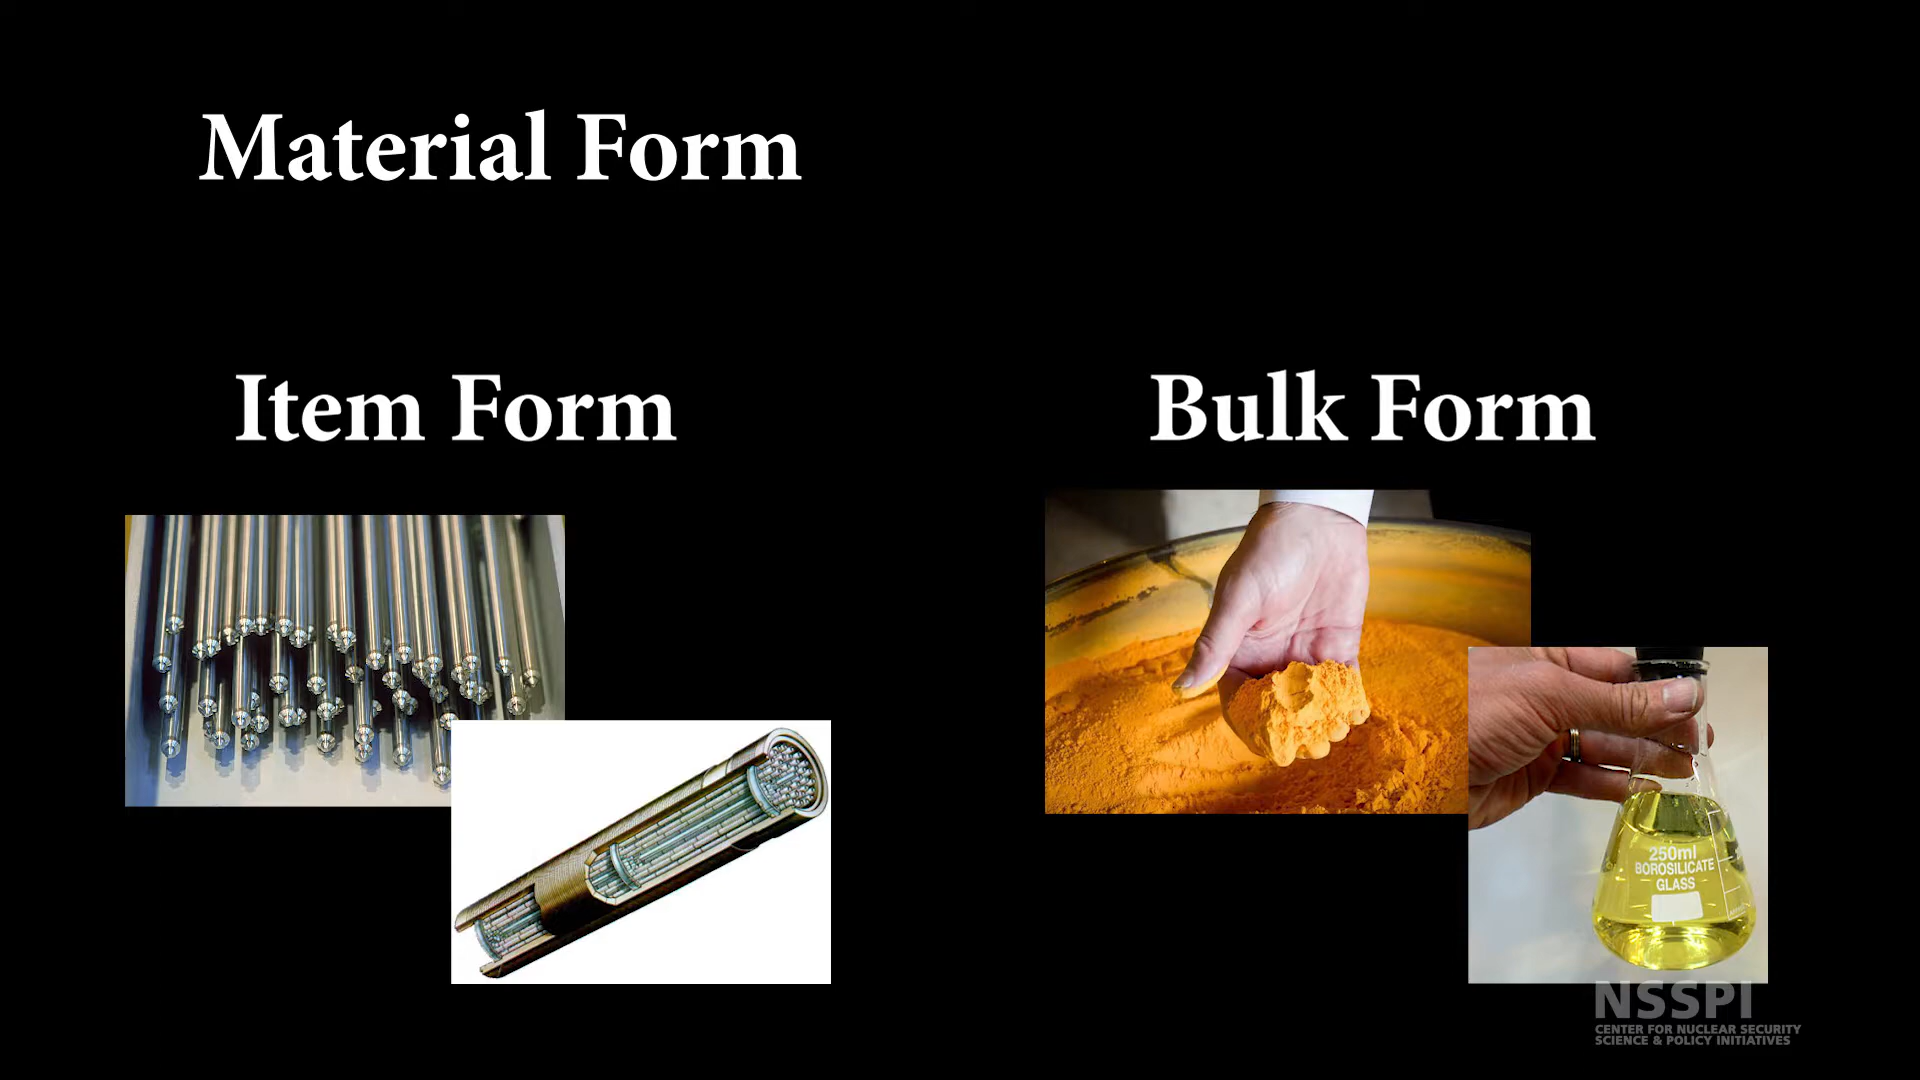 Material Form
Item Form
Bulk Form
250ml
BOROSILICATE
GLASS
NSSPI
CENTER FOR NUCLEAR SECURITY
SCIENCE & POLICY INITIATIVES